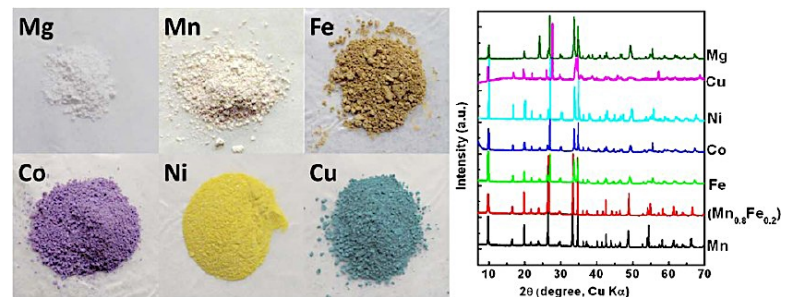 Mg
Mn
Fe
Co
Ni
Cu
Intensity (a.u.)
Mg
Cu
Ni
Co
Fe
(Mn0.8Fe0.2)
Mn
10 20 30 40 50 60 70
2θ (degree, Cu Kα)